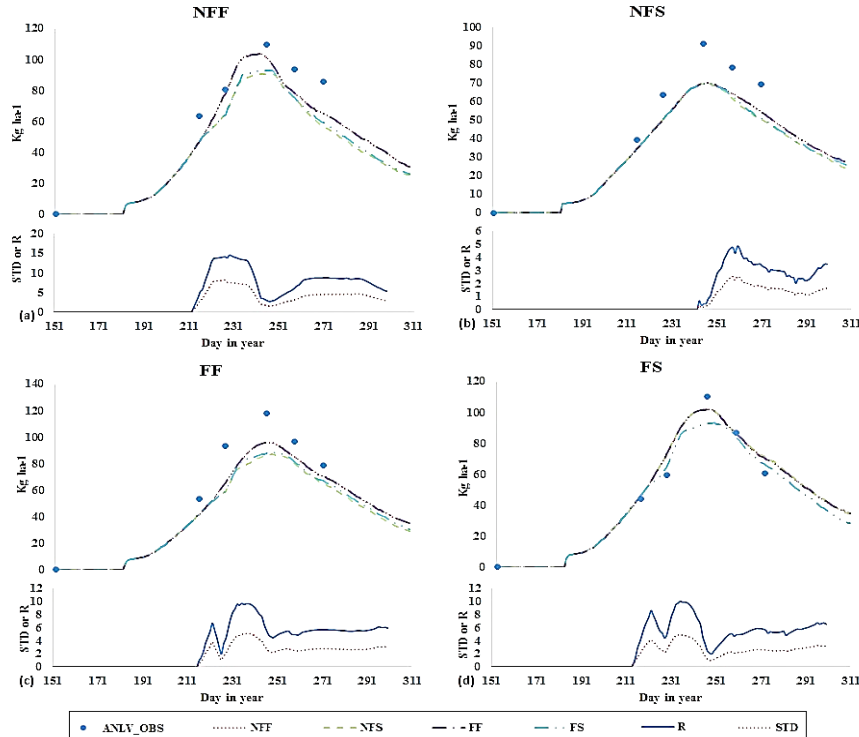 NFF
NFS
Kg ha-1
120
100
80
60
40
20
0
Kg ha-1
100
90
80
70
60
50
40
30
20
10
0
STD or R
20
15
10
5
0
STD or R
6
5
4
3
2
1
0
(a)
151 171 191 211 231 251 271 291 311
Day in year
(b)
151 171 191 211 231 251 271 291 311
Day in year
FF
FS
Kg ha-1
140
120
100
80
60
40
20
0
Kg ha-1
120
100
80
60
40
20
0
STD or R
12
10
8
6
4
2
0
STD or R
12
10
8
6
4
2
0
(c)
151 171 191 211 231 251 271 291 311
Day in year
(d)
151 171 191 211 231 251 271 291 311
Day in year
ANLV_OBS NFF NFS FF FS R STD